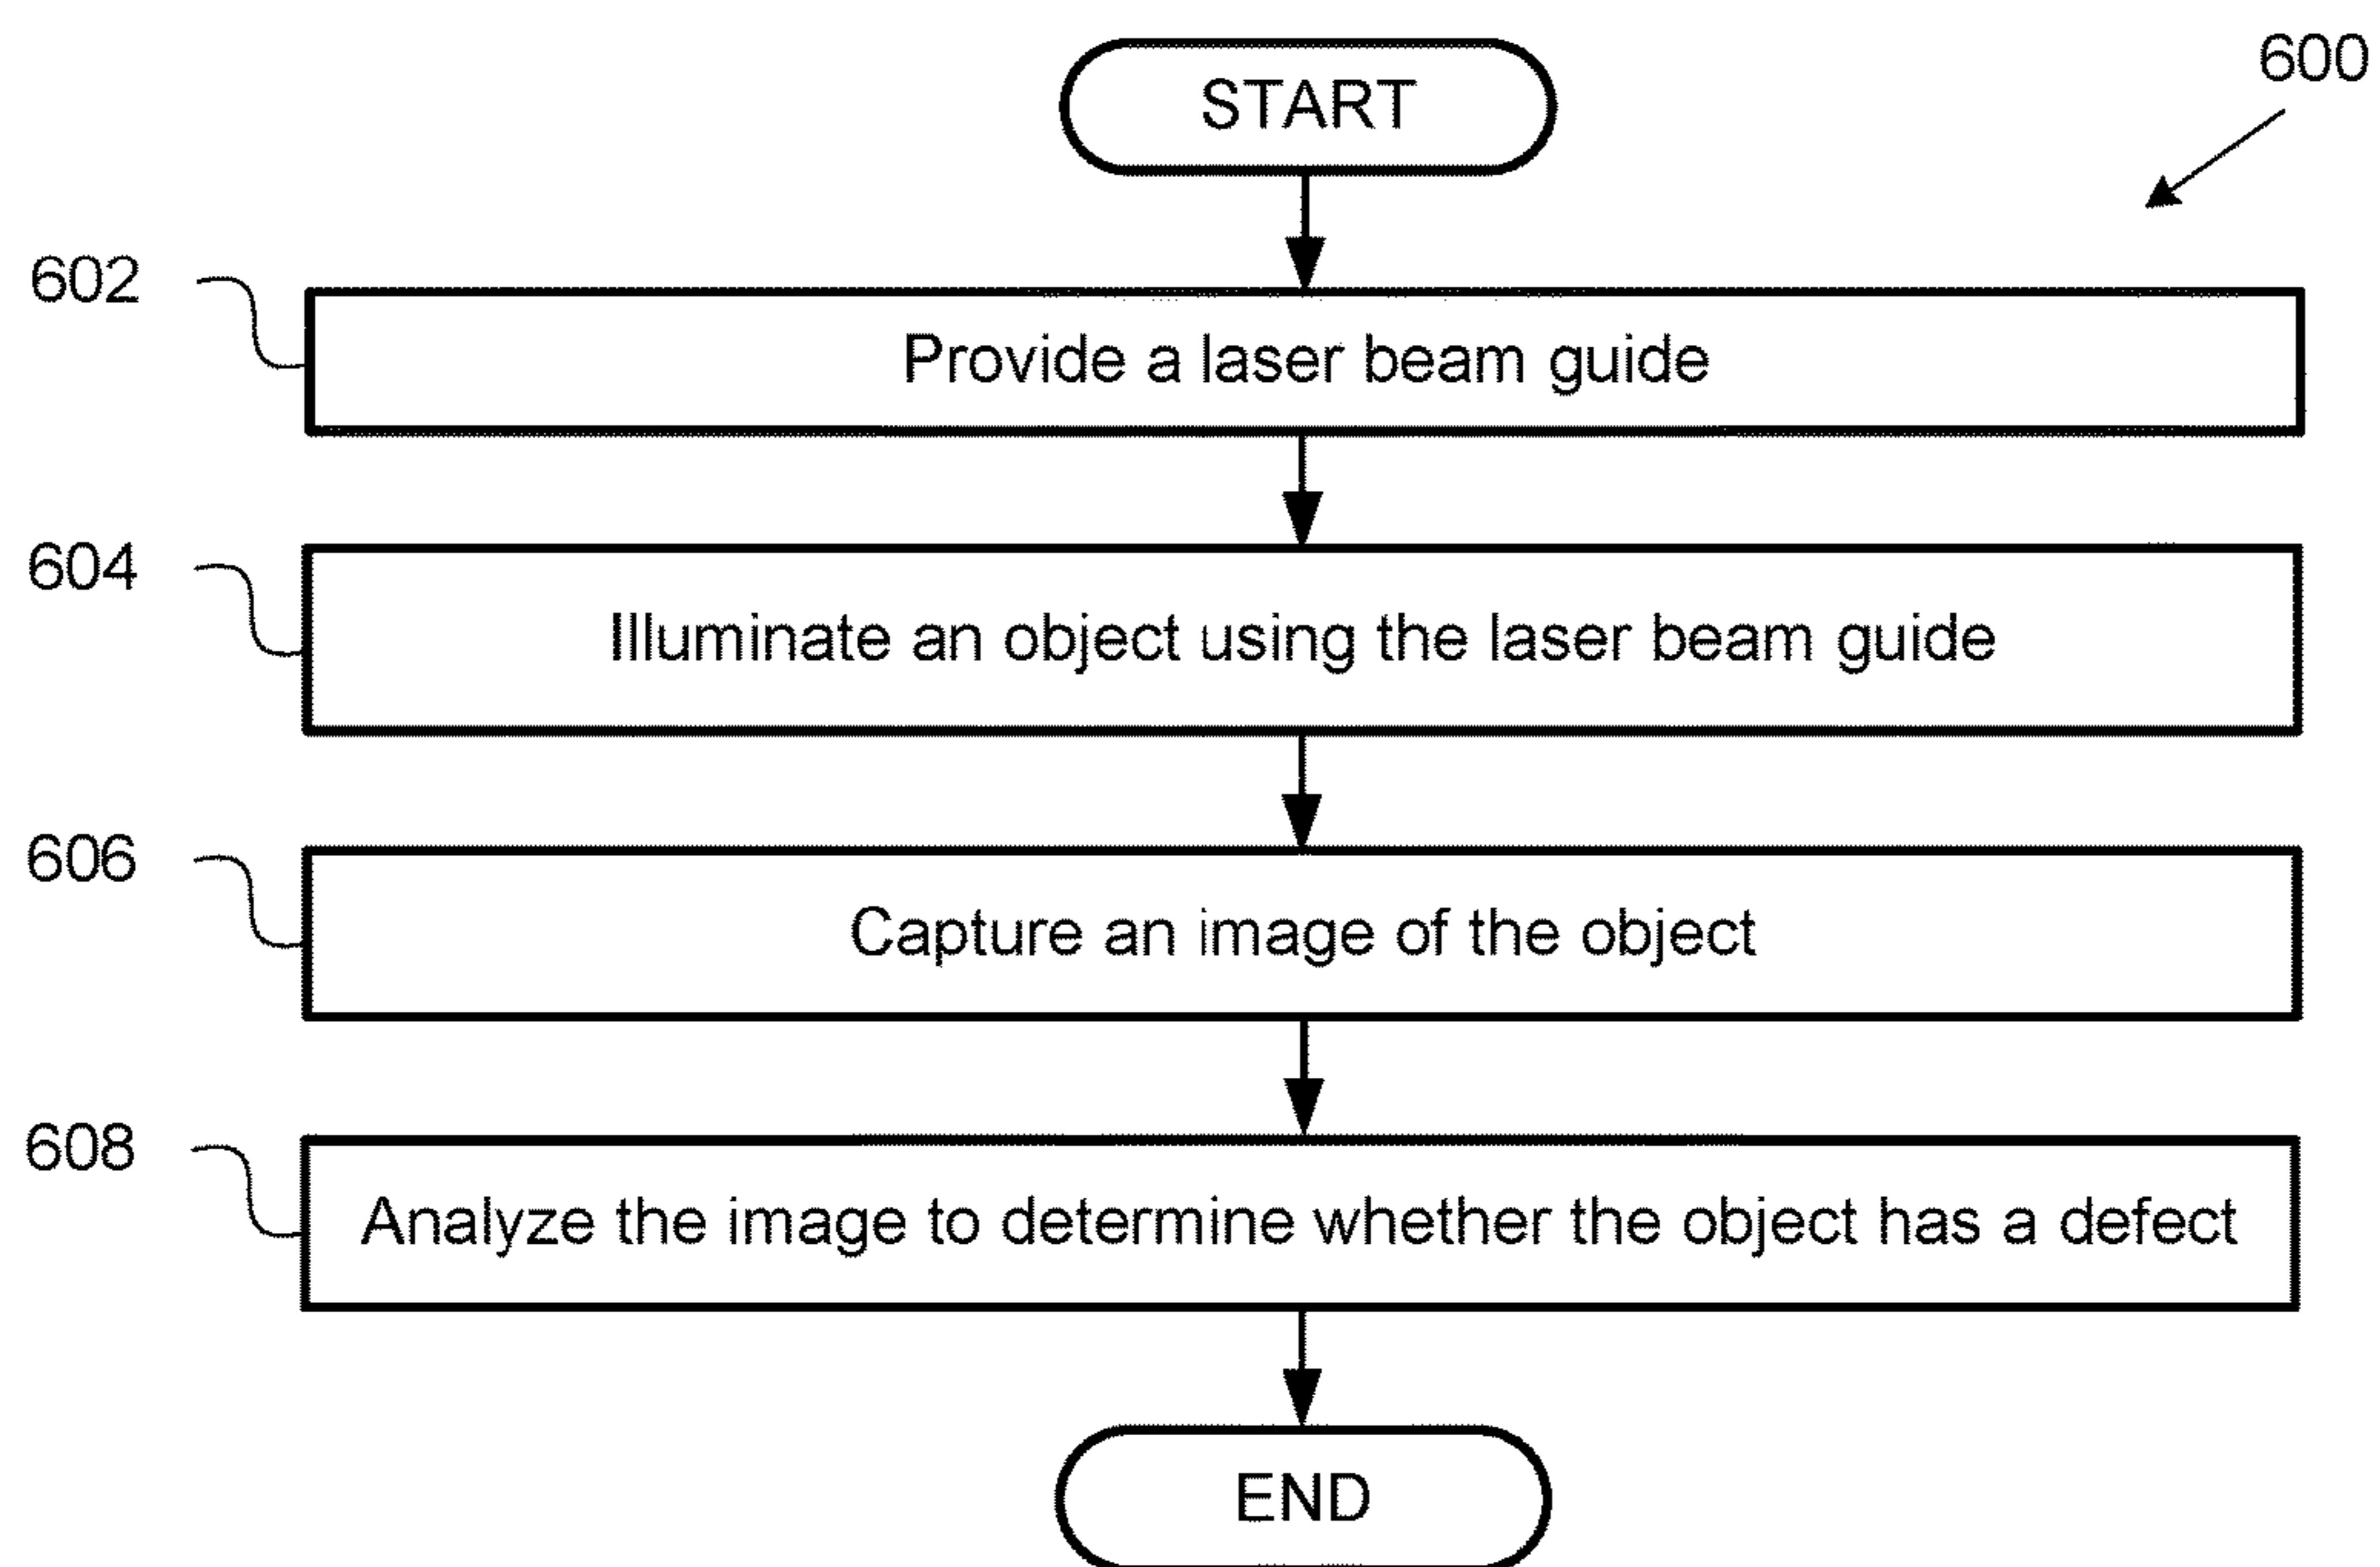 START
600
602
Provide a laser beam guide
604
Illuminate an object using the laser beam guide
606
Capture an image of the object
608
Analyze the image to determine whether the object has a defect
END